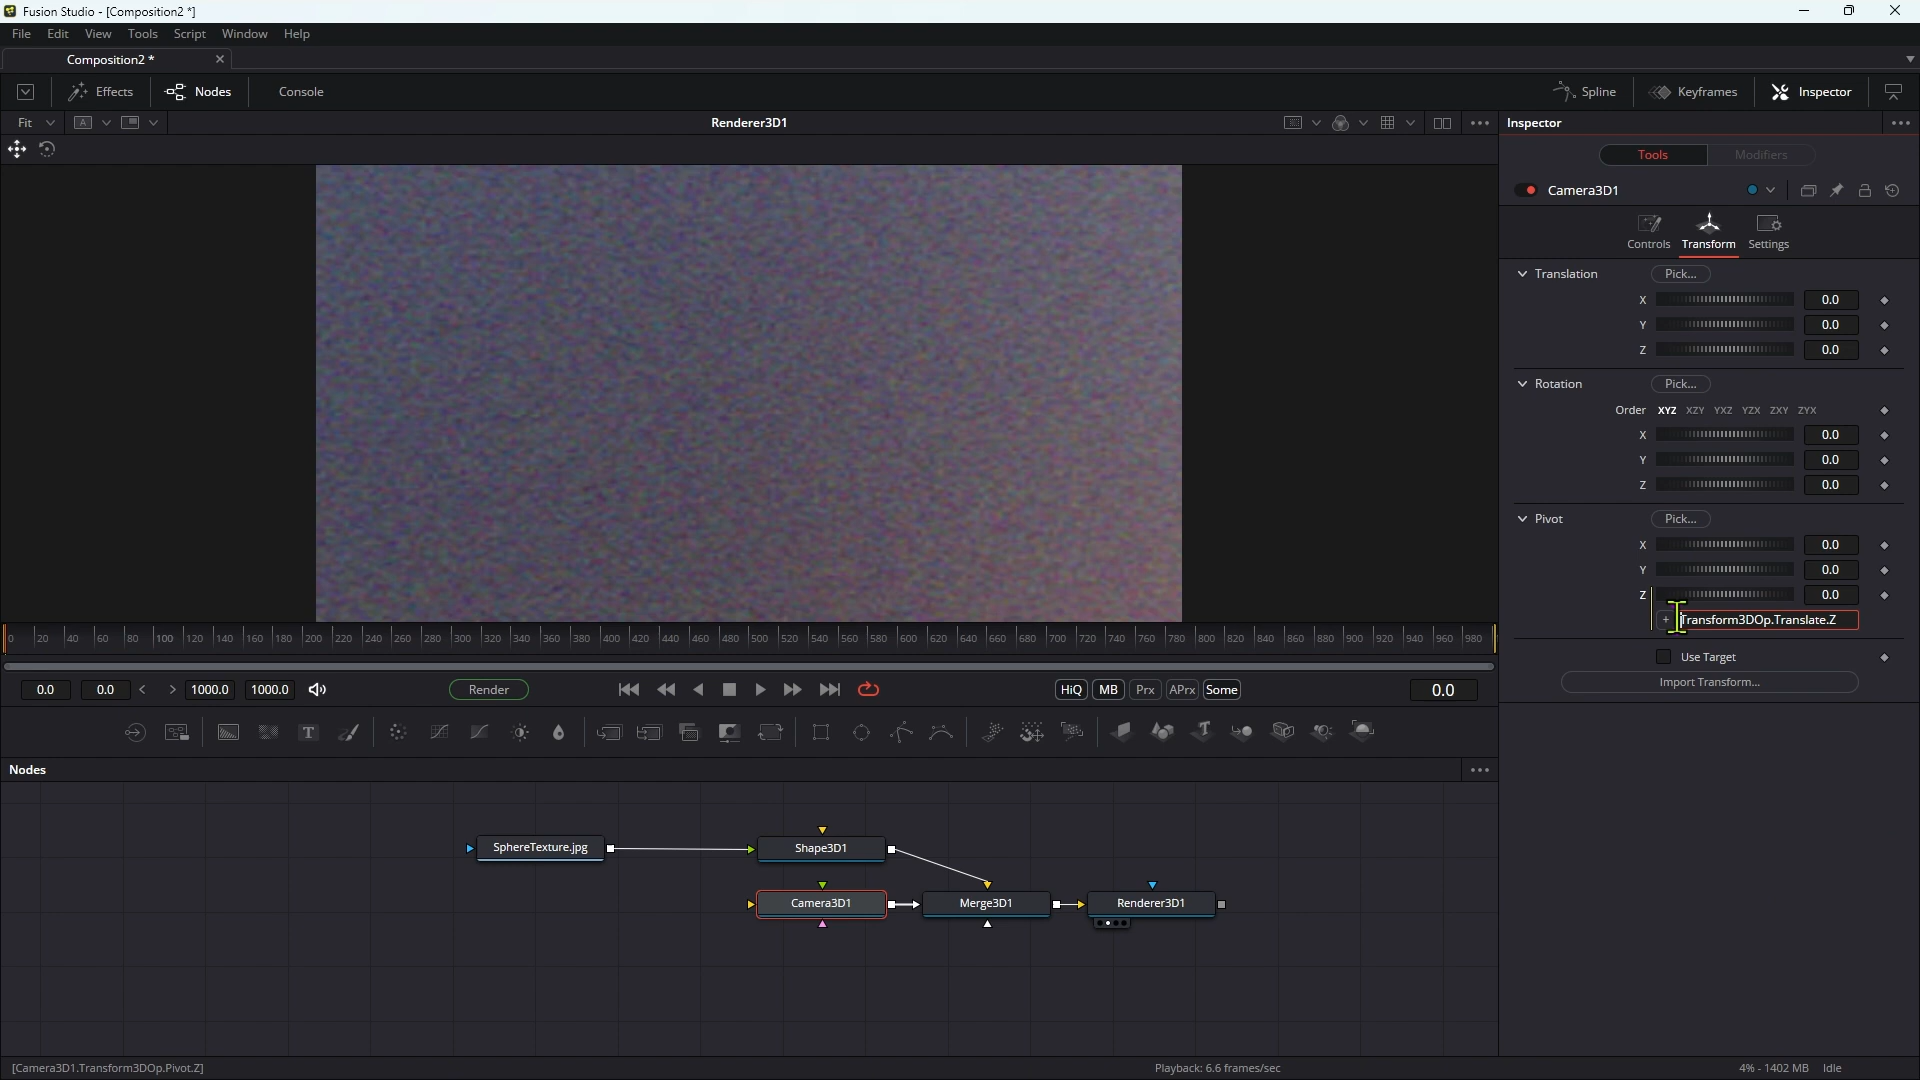 Fusion Studio - [Composition2 *]
File Edit View Tools Script Window Help
Composition2 *
Effects Nodes Console Spline Keyframes Inspector
Fit A Renderer3D1 Inspector
Tools Modifiers
Camera3D1
Controls Transform Settings
Translation Pick...
X 0.0
Y 0.0
Z 0.0
Rotation Pick...
Order XYZ XZY YXZ YZX ZXY ZYX
X 0.0
Y 0.0
Z 0.0
Pivot Pick...
X 0.0
Y 0.0
Z 0.0
+ Transform3DOp.Translate.Z
Use Target
Import Transform...
0 20 40 60 80 100 120 140 160 180 200 220 240 260 280 300 320 340 360 380 400 420 440 460 480 500 520 540 560 580 600 620 640 660 680 700 720 740 760 780 800 820 840 860 880 900 920 940 960 980
0.0 0.0 < > 1000.0 1000.0 Render HiQ MB Prx APrx Some 0.0
T T
Nodes
SphereTexture.jpg Shape3D1
Camera3D1 Merge3D1 Renderer3D1
[Camera3D1.Transform3DOp.Pivot.Z] Playback: 6.6 frames/sec 4% - 1402 MB Idle